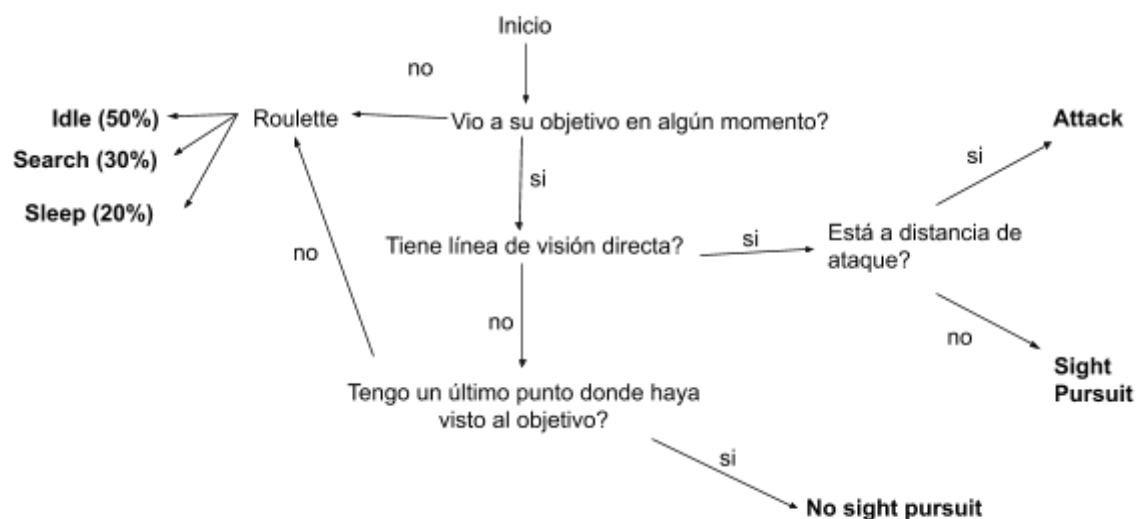 Inicio
no
Idle (50%)
Roulette
Vio a su objetivo en algún momento?
Attack
Search (30%)
si
si
Sleep (20%)
no
Tiene línea de visión directa?
si
Está a distancia de
ataque?
no
no
Sight
Pursuit
Tengo un último punto donde haya
visto al objetivo?
si
No sight pursuit